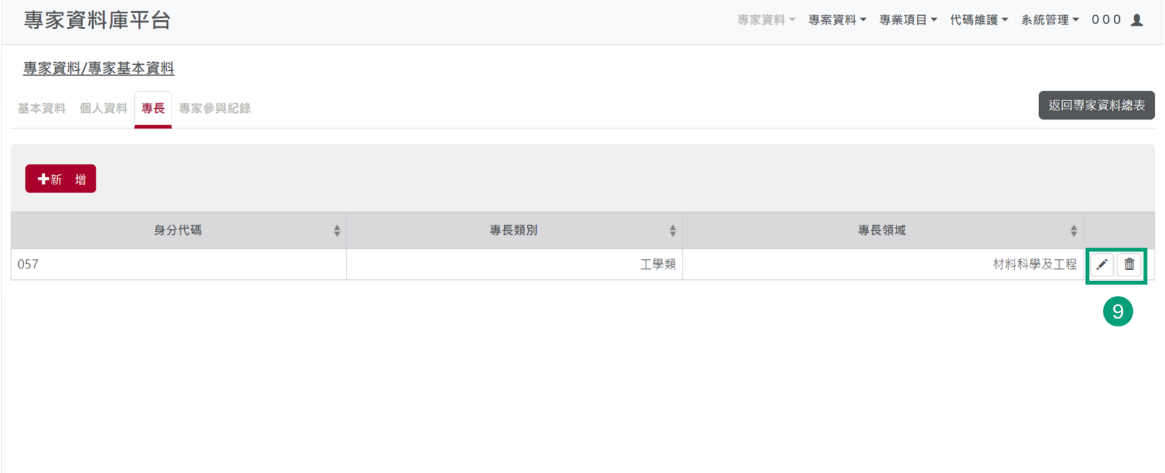 專家資料庫平台
專家資料 專案資料 專業項目 代碼維護 系統管理 000
專家資料/專家基本資料
基本資料 個人資料 專長 專家參與紀錄 返回專家資料總表
新 增
身分代碼 專長類別 專長領域
057 工學類 材料科學及工程
9